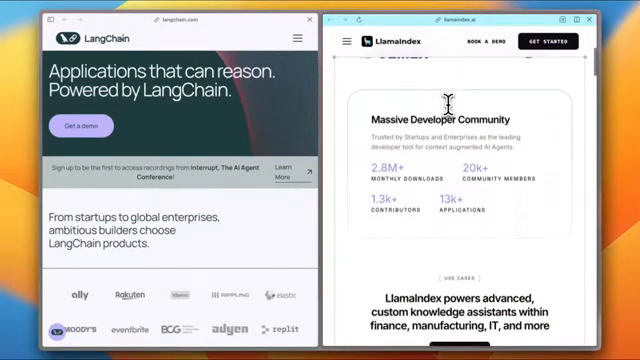 langchain.com
LangChain
Applications that can reason.
Powered by LangChain.
Get a demo
Sign up to be the first to access recordings from Interrupt, The AI Agent
Conference!
Learn
More
From startups to global enterprises,
ambitious builders choose
LangChain products.
ally
Rakuten
Klarna
RIPPLING
elastic
MOODY'S
eventbrite
BCG
adyen
replit
llamaindex.ai
LlamaIndex
BOOK A DEMO
GET STARTED
Massive Developer Community
Trusted by Startups and Enterprises as the leading
developer tool for context augmented AI Agents.
2.8M+
MONTHLY DOWNLOADS
20k+
COMMUNITY MEMBERS
1.3k+
CONTRIBUTORS
13k+
APPLICATIONS
USE CASES
LlamaIndex powers advanced,
custom knowledge assistants within
finance, manufacturing, IT, and more